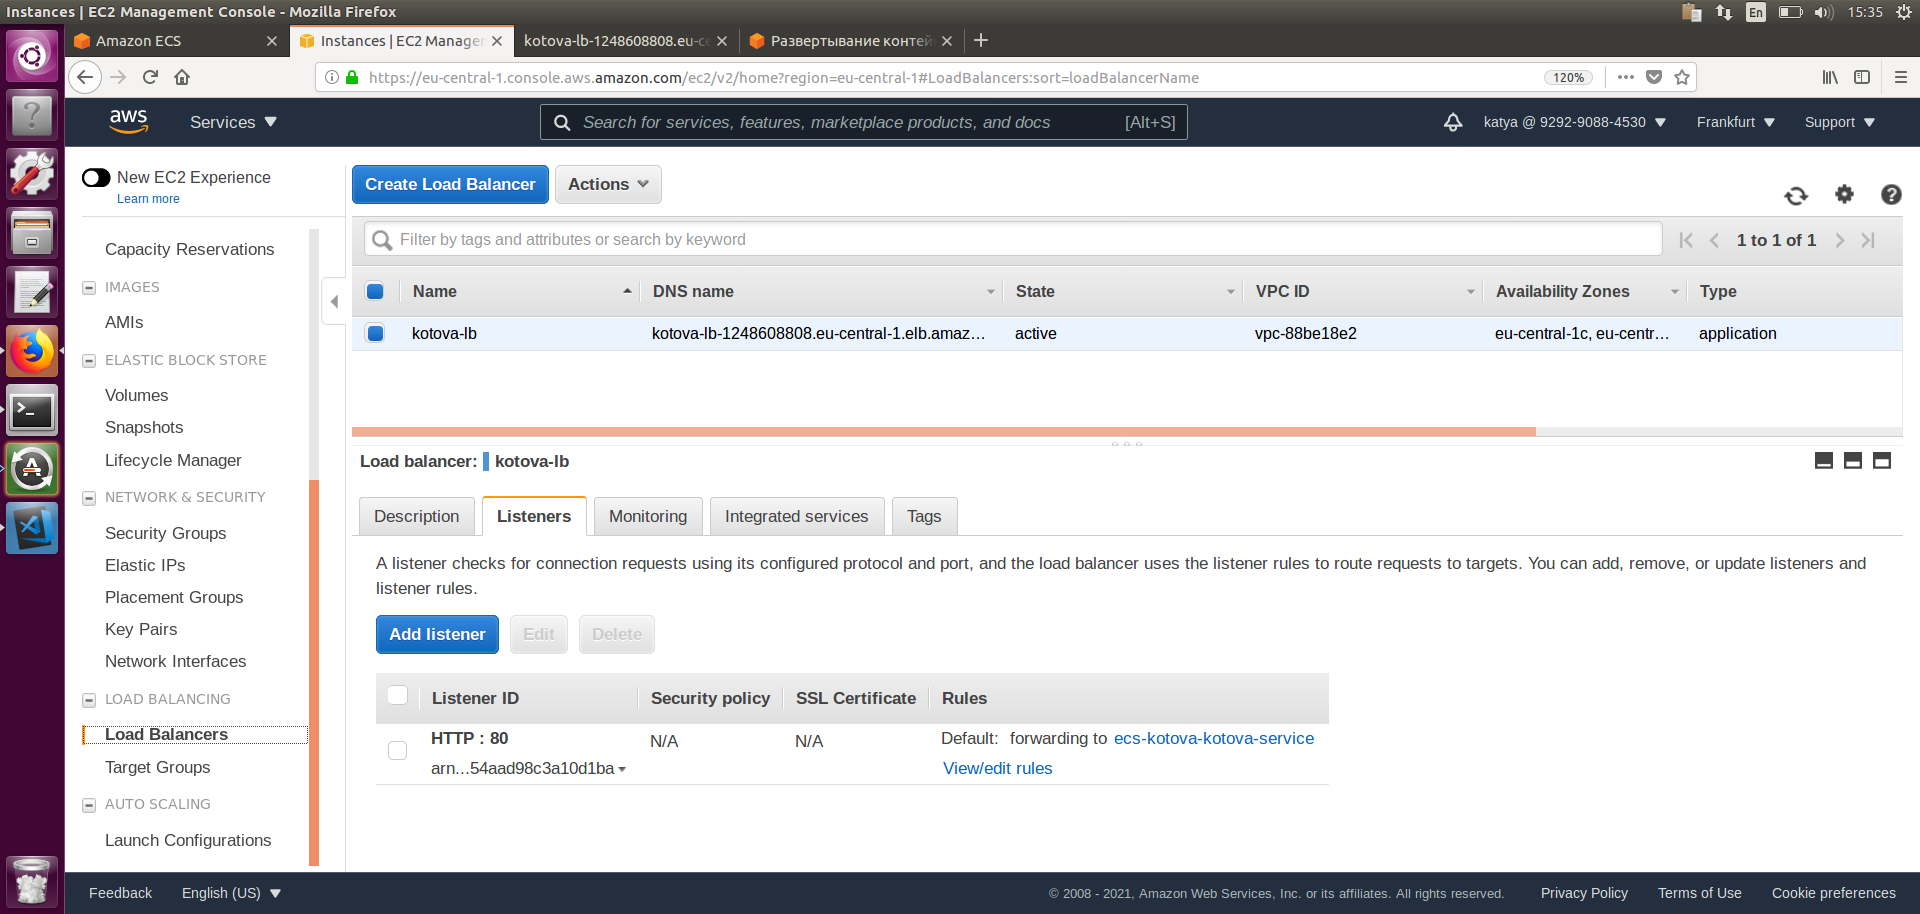 Instances | EC2 Management Console - Mozilla Firefox
En
15:35
Amazon ECS
Instances | EC2 Manage
kotova-lb-1248608808.eu-ce
Развертывание контей
https://eu-central-1.console.aws.amazon.com/ec2/v2/home?region=eu-central-1#LoadBalancers:sort=loadBalancerName
120%
aws
Services
Search for services, features, marketplace products, and docs
[Alt+S]
katya @ 9292-9088-4530
Frankfurt
Support
New EC2 Experience
Learn more
Capacity Reservations
IMAGES
AMIs
ELASTIC BLOCK STORE
Volumes
Snapshots
Lifecycle Manager
NETWORK & SECURITY
Security Groups
Elastic IPs
Placement Groups
Key Pairs
Network Interfaces
LOAD BALANCING
Load Balancers
Target Groups
AUTO SCALING
Launch Configurations
Create Load Balancer
Actions
Filter by tags and attributes or search by keyword
1 to 1 of 1
Name DNS name State VPC ID Availability Zones Type
kotova-lb kotova-lb-1248608808.eu-central-1.elb.amaz... active vpc-88be18e2 eu-central-1c, eu-centr... application
Load balancer: kotova-lb
Description Listeners Monitoring Integrated services Tags
A listener checks for connection requests using its configured protocol and port, and the load balancer uses the listener rules to route requests to targets. You can add, remove, or update listeners and
listener rules.
Add listener Edit Delete
Listener ID Security policy SSL Certificate Rules
HTTP : 80 N/A N/A Default: forwarding to ecs-kotova-kotova-service
arn...54aad98c3a10d1ba View/edit rules
Feedback
English (US)
© 2008 - 2021, Amazon Web Services, Inc. or its affiliates. All rights reserved.
Privacy Policy
Terms of Use
Cookie preferences